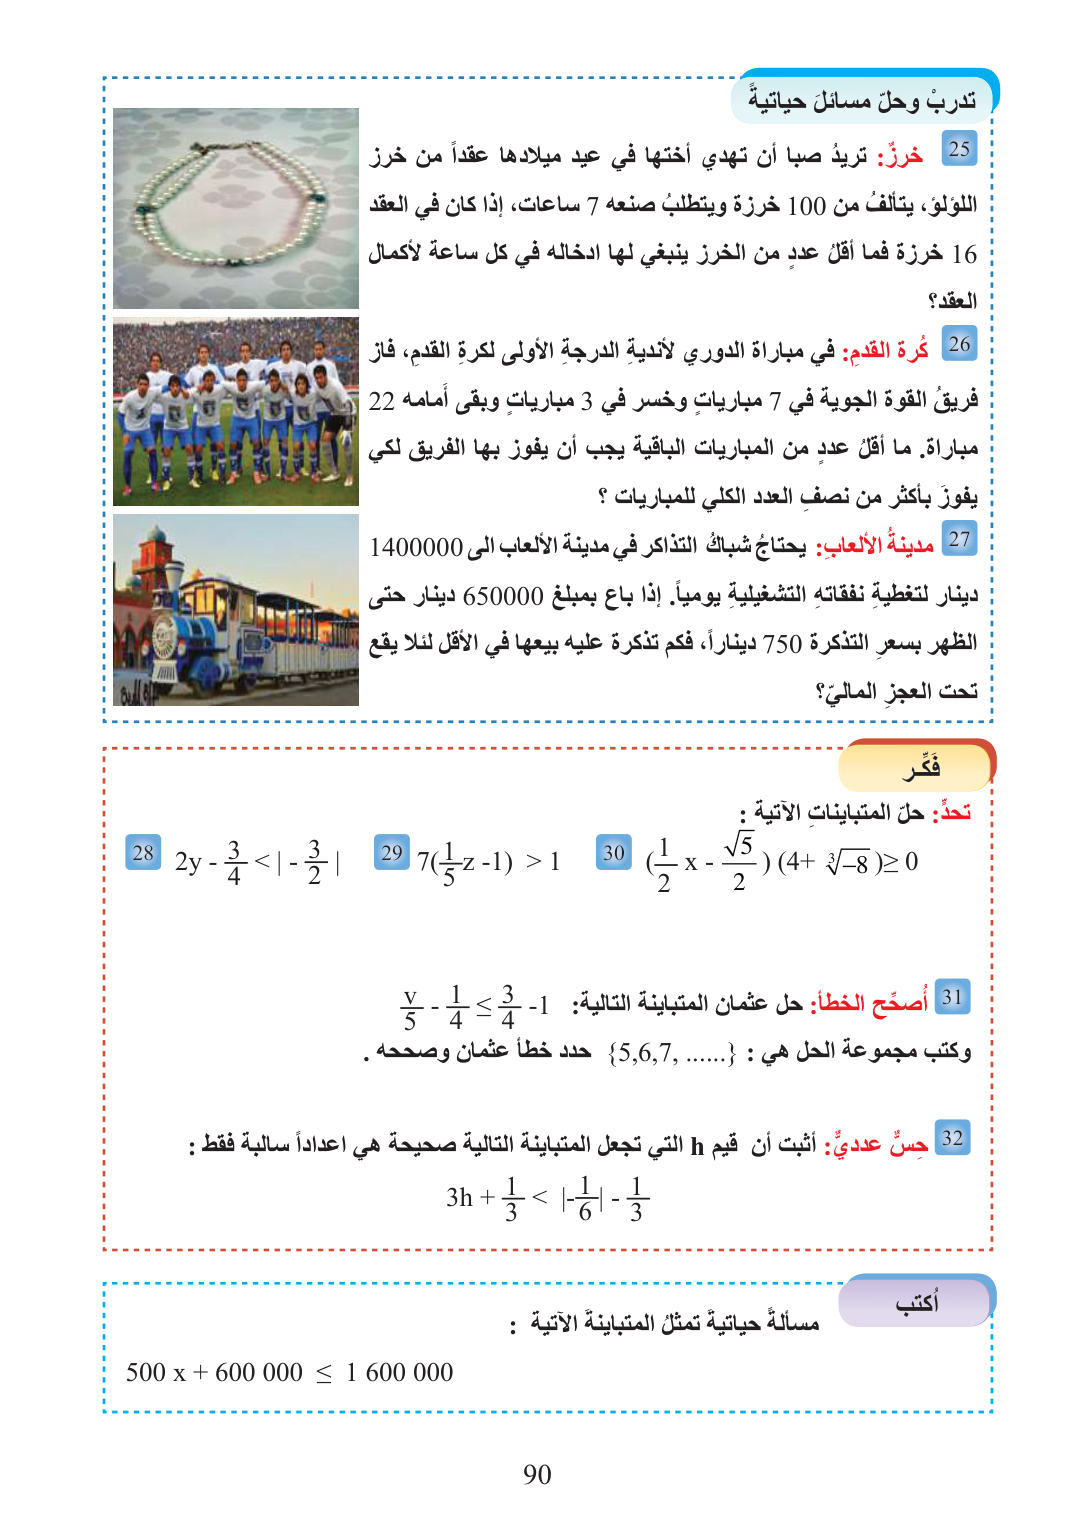 تدربْ وحلّ مسائلَ حياتيةً
25 خرزٌ: تريدُ صبا أن تهدي أختها في عيد ميلادها عقداً من خرز
اللؤلؤ، يتألفُ من 100 خرزة ويتطلبُ صنعه 7 ساعات، إذا كان في العقد
16 خرزة فما أقلُ عددٍ من الخرز ينبغي لها ادخاله في كل ساعة لأكمال
العقد؟
26 كُرة القدمِ: في مباراة الدوري لأنديةِ الدرجةِ الأولى لكرةِ القدمِ، فاز
فريقُ القوة الجوية في 7 مبارياتٍ وخسر في 3 مبارياتٍ وبقى أَمامه 22
مباراة. ما أقلُ عددٍ من المباريات الباقية يجب أن يفوز بها الفريق لكي
يفوزَ بأكثر من نصفِ العدد الكلي للمباريات ؟
27 مدينةُ الألعابِ: يحتاجُ شباكُ التذاكر في مدينة الألعاب الى 1400000
دينار لتغطيةِ نفقاتهِ التشغيليةِ يومياً. إذا باع بمبلغ 650000 دينار حتى
الظهر بسعرِ التذكرة 750 ديناراً، فكم تذكرة عليه بيعها في الأقل لئلا يقع
تحت العجزِ الماليّ؟
فَكِّـر
تحدٍّ: حلّ المتبايناتِ الآتية :
28 2y - 3/4 < | - 3/2 | 29 7(1/5 z -1) > 1 30 (1/2 x - √5/2 ) (4+ ∛–8 )≥ 0
31 أُصحِّح الخطأ: حل عثمان المتباينة التالية: v/5 - 1/4 ≤ 3/4 -1
وكتب مجموعة الحل هي : {5,6,7, ......} حدد خطأ عثمان وصححه .
32 حِسٌّ عدديٌّ: أثبت أن قيم h التي تجعل المتباينة التالية صحيحة هي اعداداً سالبة فقط :
3h + 1/3 < |-1/6| - 1/3
اُكتب
مسألةً حياتيةَ تمثلُ المتباينةَ الآتية :
500 x + 600 000 ≤ 1 600 000
90